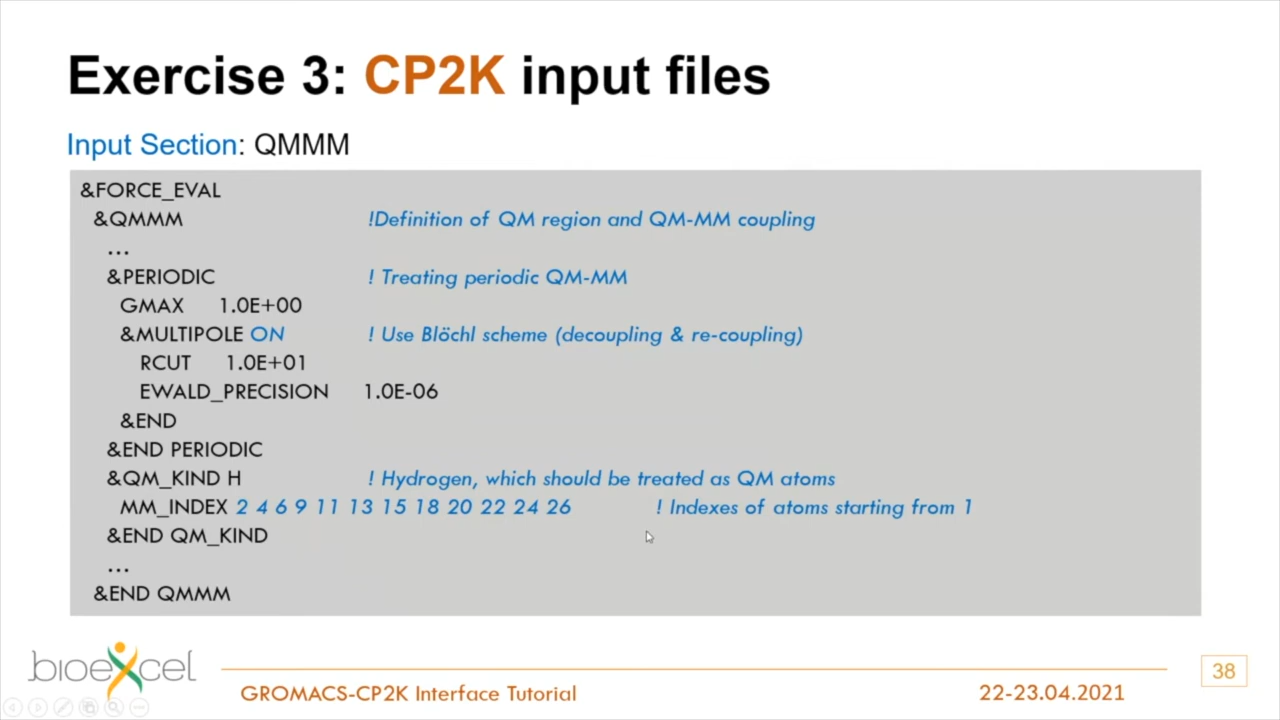 Exercise 3: CP2K input files
Input Section: QMMM
&FORCE_EVAL
&QMMM !Definition of QM region and QM-MM coupling
...
&PERIODIC ! Treating periodic QM-MM
GMAX 1.0E+00
&MULTIPOLE ON ! Use Blöchl scheme (decoupling & re-coupling)
RCUT 1.0E+01
EWALD_PRECISION 1.0E-06
&END
&END PERIODIC
&QM_KIND H ! Hydrogen, which should be treated as QM atoms
MM_INDEX 2 4 6 9 11 13 15 18 20 22 24 26 ! Indexes of atoms starting from 1
&END QM_KIND
...
&END QMMM
bioexcel
GROMACS-CP2K Interface Tutorial
22-23.04.2021
38